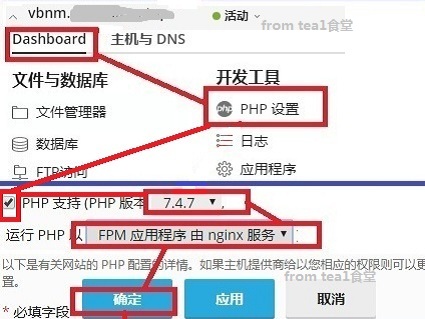 vbnm.
活动
from tea1食堂
Dashboard 主机与 DNS
文件与数据库 开发工具
文件管理器 php PHP 设置
数据库 日志
FTP访问 应用程序
PHP 支持 (PHP 版本 7.4.7 ,
运行 PHP 以 FPM 应用程序 由 nginx 服务
以下是有关网站的 PHP 配置的详情。如果主机提供商给以您相应的权限则可以更
置。 from tea1食堂
* 必填字段 确定 应用 取消